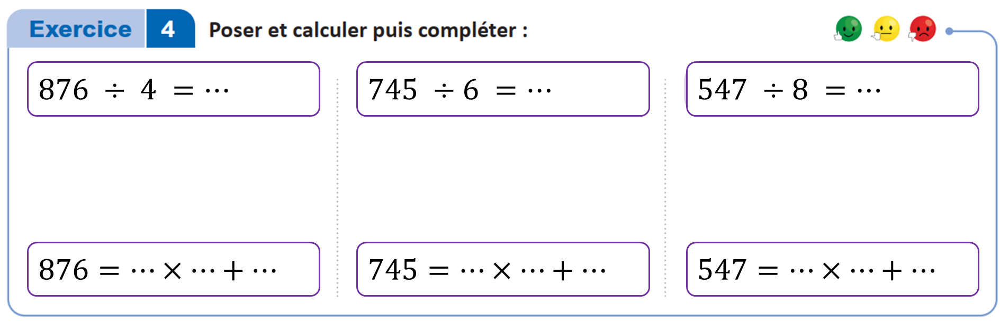 Exercice 4 Poser et calculer puis compléter :
876 ÷ 4 = ⋯
745 ÷ 6 = ⋯
547 ÷ 8 = ⋯
876 = ⋯ × ⋯ + ⋯
745 = ⋯ × ⋯ + ⋯
547 = ⋯ × ⋯ + ⋯